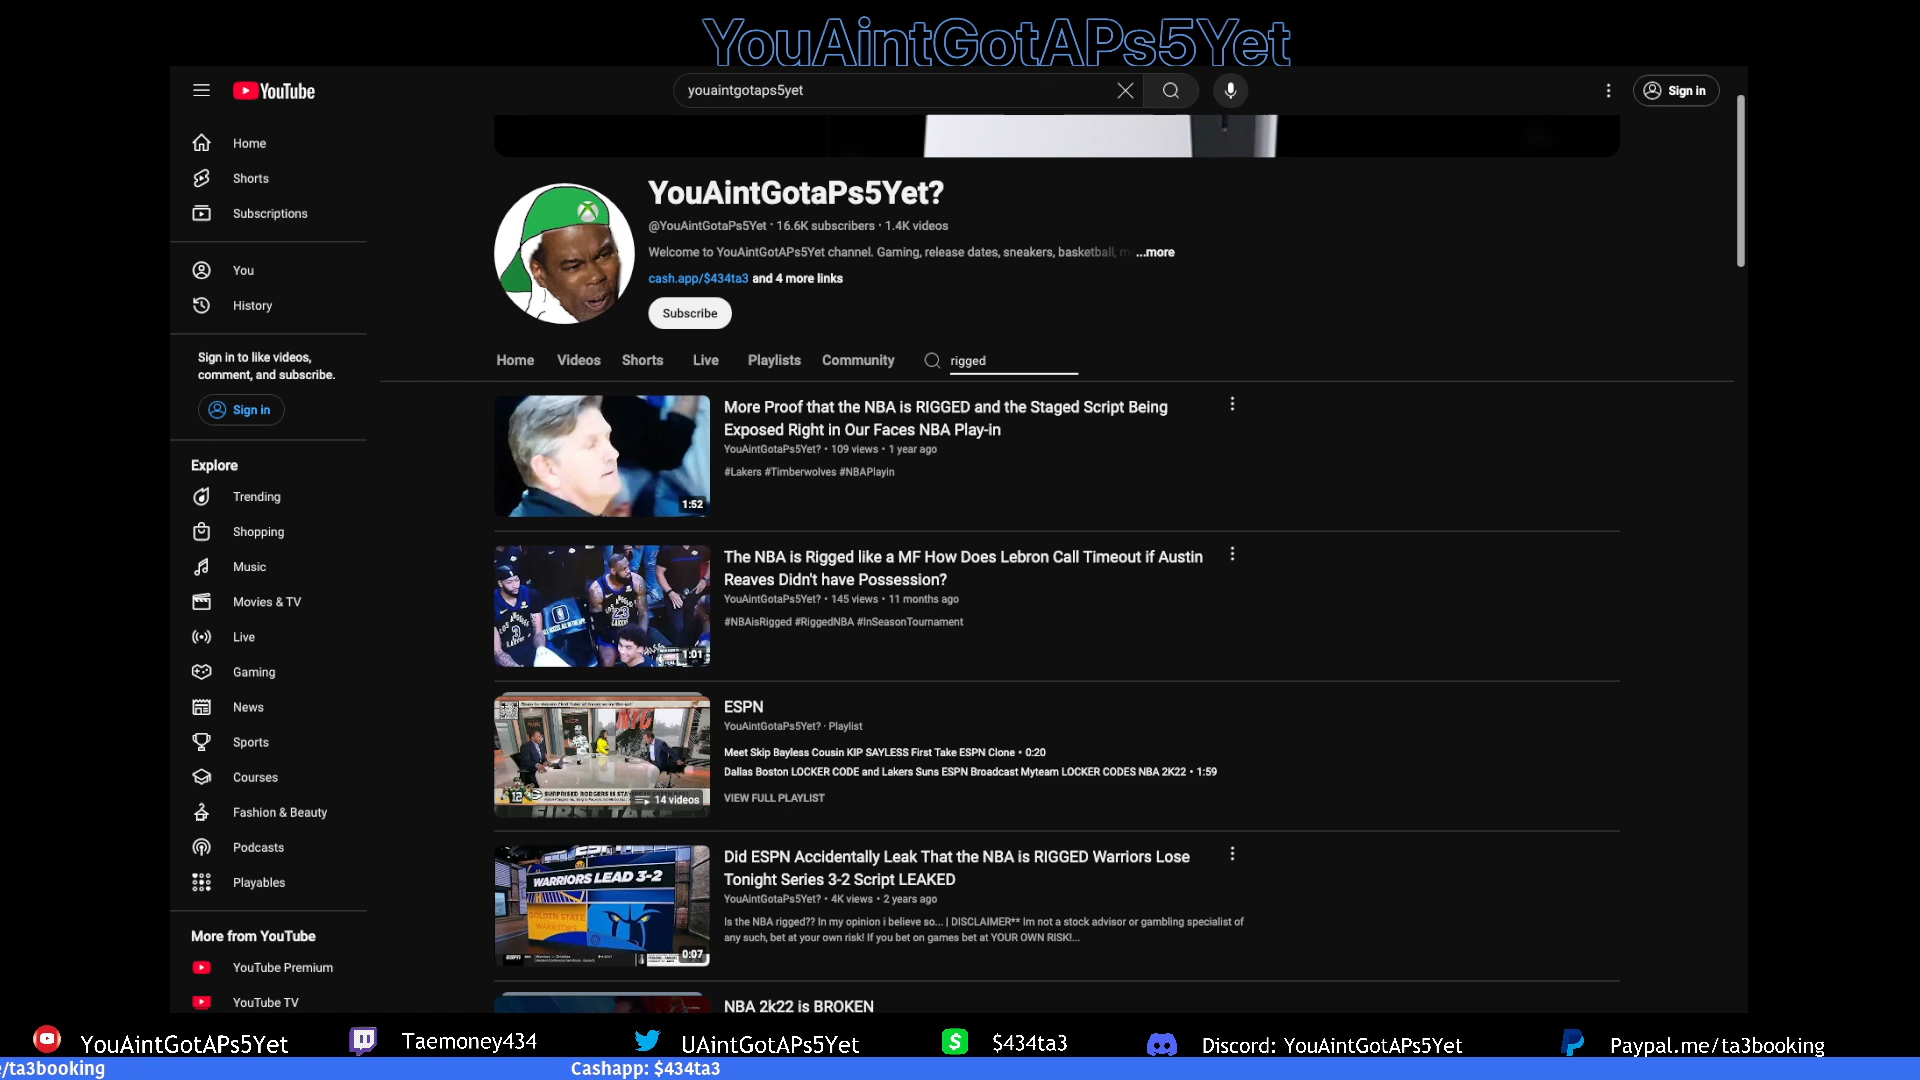 YouAintGotAPs5Yet
YouTube
youaintgotaps5yet
Sign in
Home
Shorts
Subscriptions
You
History
Sign in to like videos,
comment, and subscribe.
Sign in
Explore
Trending
Shopping
Music
Movies & TV
Live
Gaming
News
Sports
Courses
Fashion & Beauty
Podcasts
Playables
More from YouTube
YouTube Premium
YouTube TV
YouAintGotaPs5Yet?
@YouAintGotaPs5Yet · 16.6K subscribers · 1.4K videos
Welcome to YouAintGotAPs5Yet channel. Gaming, release dates, sneakers, basketball, m ...more
cash.app/$434ta3 and 4 more links
Subscribe
Home Videos Shorts Live Playlists Community rigged
More Proof that the NBA is RIGGED and the Staged Script Being
Exposed Right in Our Faces NBA Play-in
YouAintGotaPs5Yet? • 109 views • 1 year ago
#Lakers #Timberwolves #NBAPlayin
1:52
The NBA is Rigged like a MF How Does Lebron Call Timeout if Austin
Reaves Didn't have Possession?
YouAintGotaPs5Yet? • 145 views • 11 months ago
#NBAisRigged #RiggedNBA #InSeasonTournament
1:01
ESPN
YouAintGotaPs5Yet? · Playlist
Meet Skip Bayless Cousin KIP SAYLESS First Take ESPN Clone • 0:20
Dallas Boston LOCKER CODE and Lakers Suns ESPN Broadcast Myteam LOCKER CODES NBA 2K22 • 1:59
VIEW FULL PLAYLIST
14 videos
FIRST TAKE
Did ESPN Accidentally Leak That the NBA is RIGGED Warriors Lose
Tonight Series 3-2 Script LEAKED
YouAintGotaPs5Yet? • 4K views • 2 years ago
Is the NBA rigged?? In my opinion i believe so... | DISCLAIMER** Im not a stock advisor or gambling specialist of
any such, bet at your own risk! If you bet on games bet at YOUR OWN RISK!...
WARRIORS LEAD 3-2
GOLDEN STATE
WARRIORS
0:07
NBA 2k22 is BROKEN
YouAintGotAPs5Yet
Taemoney434
UAintGotAPs5Yet
$434ta3
Discord: YouAintGotAPs5Yet
Paypal.me/ta3booking
/ta3booking
Cashapp: $434ta3